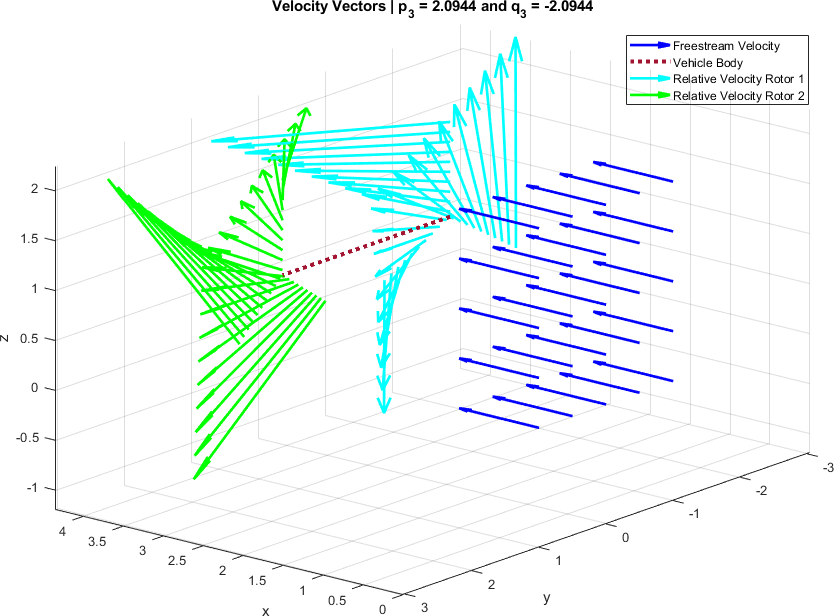 Velocity Vectors | p3 = 2.0944 and q3 = -2.0944
Freestream Velocity
Vehicle Body
Relative Velocity Rotor 1
Relative Velocity Rotor 2
2
1.5
1
0.5
0
-0.5
-1
z
4
3.5
3
2.5
2
1.5
1
0.5
0
x
3
2
1
0
-1
-2
-3
y